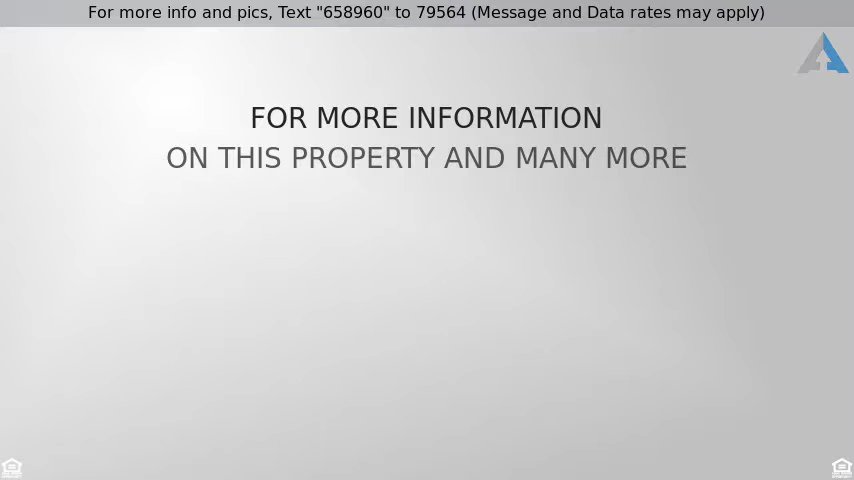 For more info and pics, Text "658960" to 79564 (Message and Data rates may apply)
FOR MORE INFORMATION
ON THIS PROPERTY AND MANY MORE